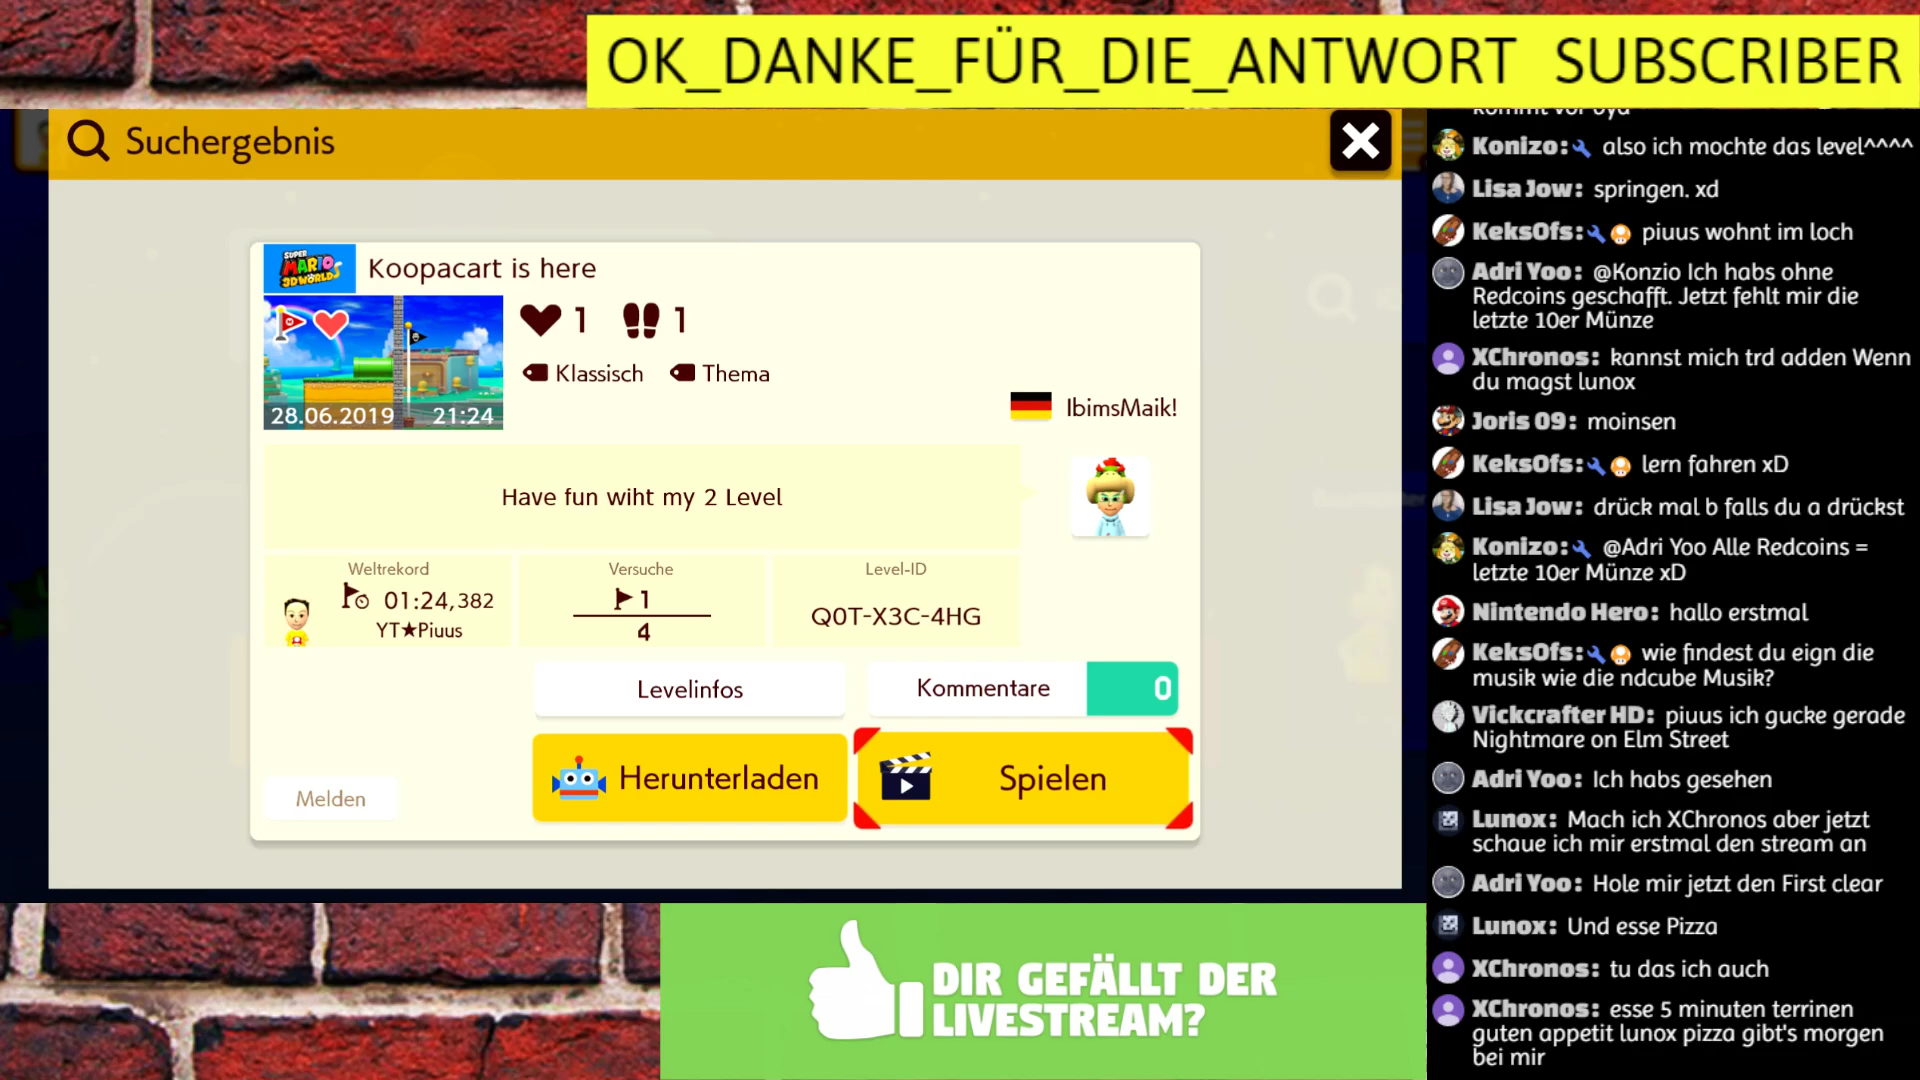 OK_DANKE_FÜR_DIE_ANTWORT SUBSCRIBER
Suchergebnis
SUPER
MARIO
3D WORLD
Koopacart is here
1 1
Klassisch Thema
28.06.2019 21:24
IbimsMaik!
Have fun wiht my 2 Level
Weltrekord
01:24,382
YT★Piuus
Versuche
1
4
Level-ID
Q0T-X3C-4HG
Levelinfos
Kommentare 0
Melden
Herunterladen
Spielen
DIR GEFÄLLT DER
LIVESTREAM?
Konizo: also ich mochte das level^^^^
Lisa Jow: springen. xd
KeksOfs: piuus wohnt im loch
Adri Yoo: @Konzio Ich habs ohne
Redcoins geschafft. Jetzt fehlt mir die
letzte 10er Münze
XChronos: kannst mich trd adden Wenn
du magst lunox
Joris 09: moinsen
KeksOfs: lern fahren xD
Lisa Jow: drück mal b falls du a drückst
Konizo: @Adri Yoo Alle Redcoins =
letzte 10er Münze xD
Nintendo Hero: hallo erstmal
KeksOfs: wie findest du eign die
musik wie die ndcube Musik?
Vickcrafter HD: piuus ich gucke gerade
Nightmare on Elm Street
Adri Yoo: Ich habs gesehen
Lunox: Mach ich XChronos aber jetzt
schaue ich mir erstmal den stream an
Adri Yoo: Hole mir jetzt den First clear
Lunox: Und esse Pizza
XChronos: tu das ich auch
XChronos: esse 5 minuten terrinen
guten appetit lunox pizza gibt's morgen
bei mir